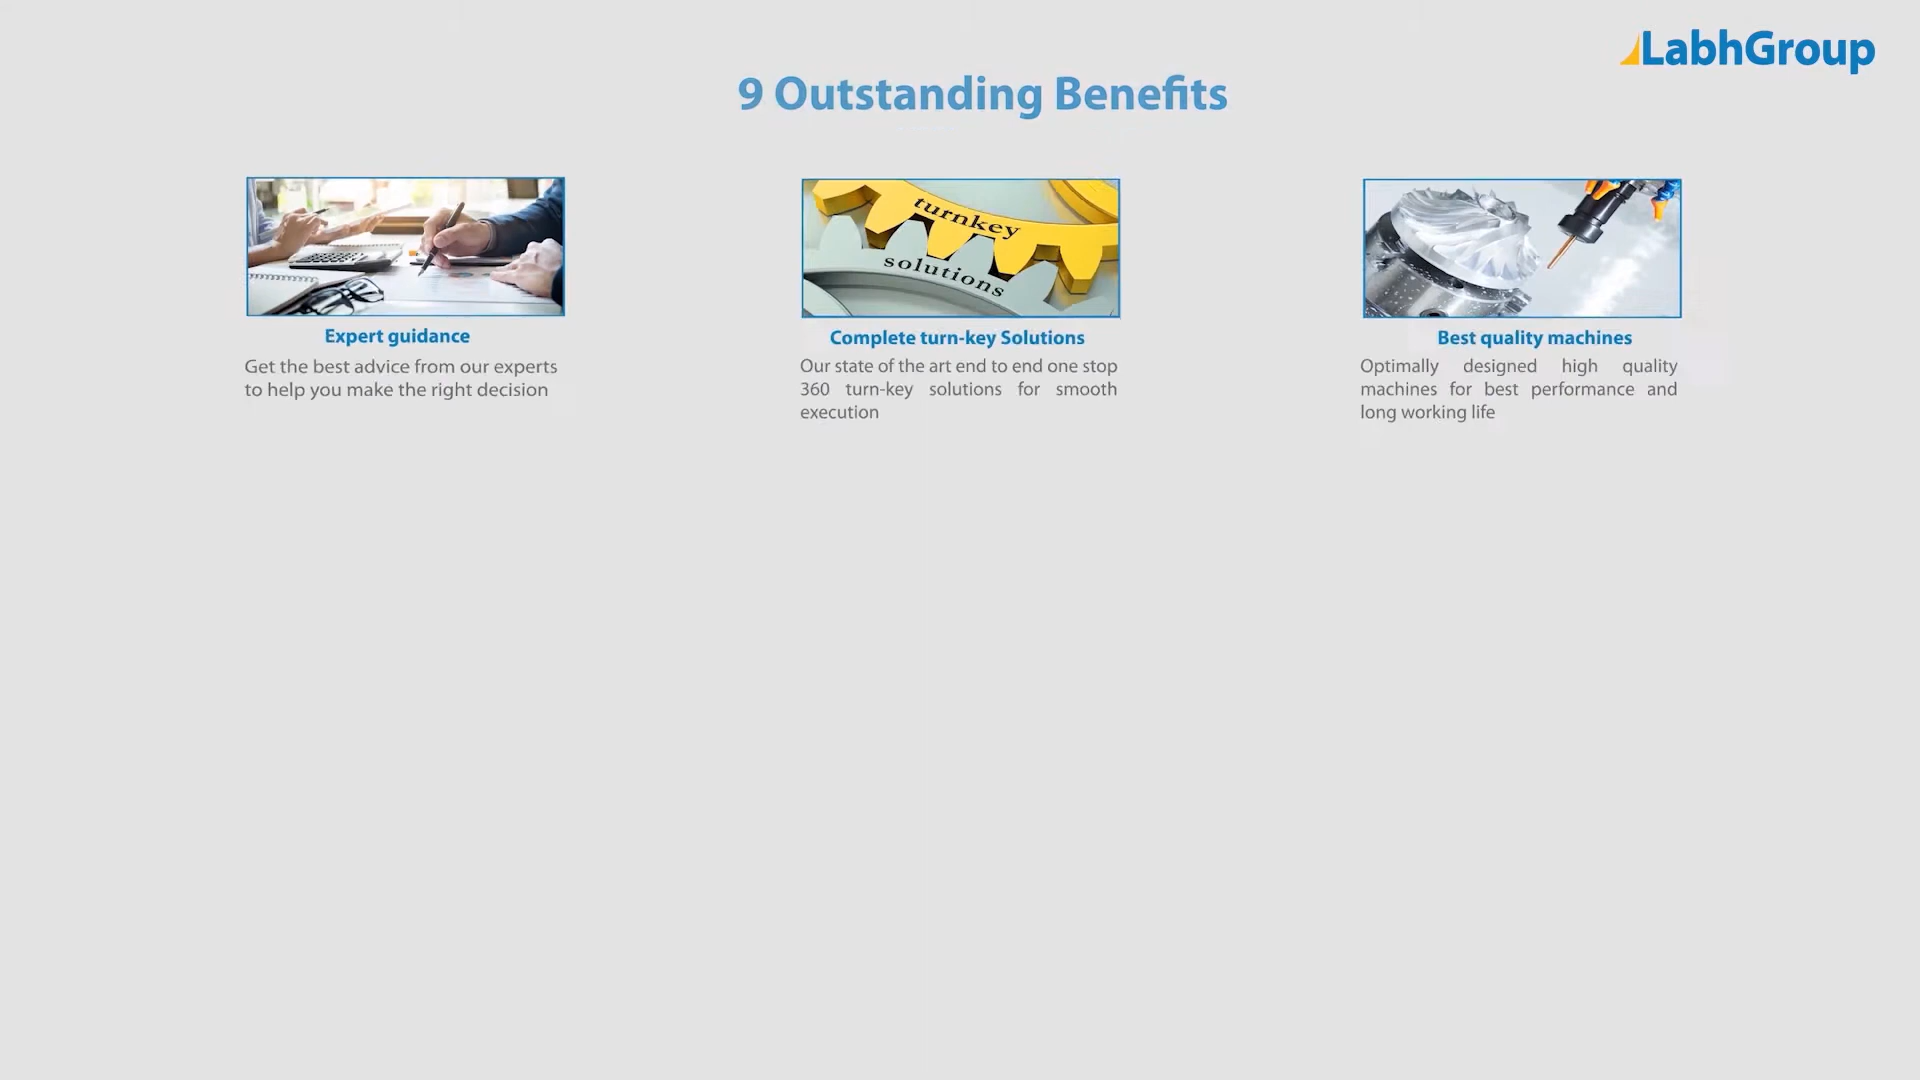 LabhGroup
9 Outstanding Benefits
turnkey
solutions
Expert guidance
Get the best advice from our experts
to help you make the right decision
Complete turn-key Solutions
Our state of the art end to end one stop
360 turn-key solutions for smooth
execution
Best quality machines
Optimally designed high quality
machines for best performance and
long working life